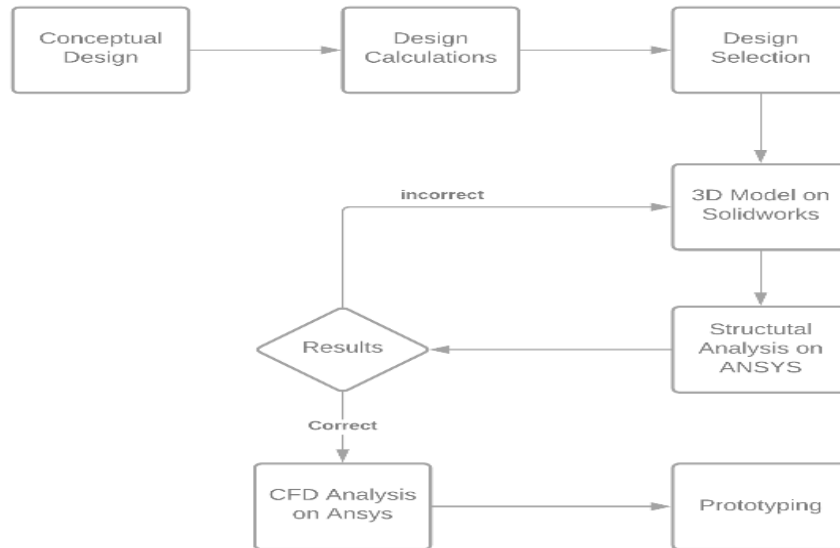 Conceptual
Design
Design
Calculations
Design
Selection
incorrect
3D Model on
Solidworks
Results
Structutal
Analysis on
ANSYS
Correct
CFD Analysis
on Ansys
Prototyping